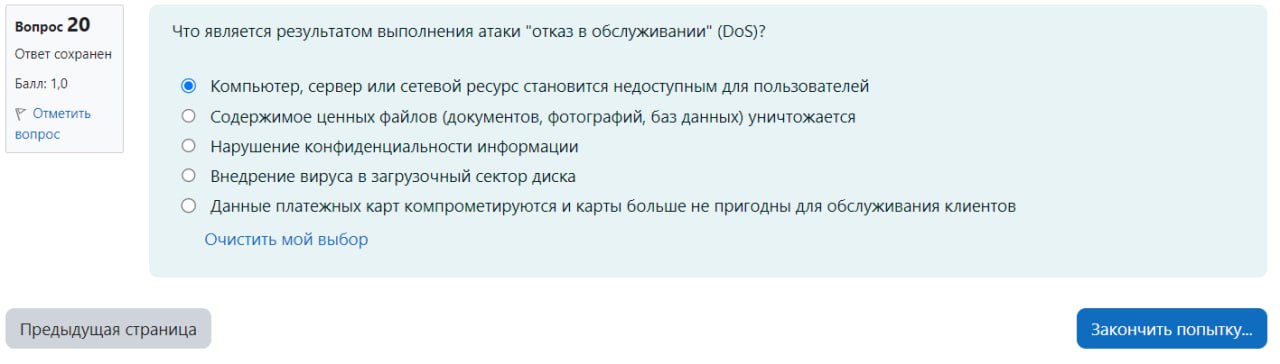 Вопрос 20
Ответ сохранен
Балл: 1,0
Отметить
вопрос
Что является результатом выполнения атаки "отказ в обслуживании" (DoS)?
Компьютер, сервер или сетевой ресурс становится недоступным для пользователей
Содержимое ценных файлов (документов, фотографий, баз данных) уничтожается
Нарушение конфиденциальности информации
Внедрение вируса в загрузочный сектор диска
Данные платежных карт компрометируются и карты больше не пригодны для обслуживания клиентов
Очистить мой выбор
Предыдущая страница
Закончить попытку...